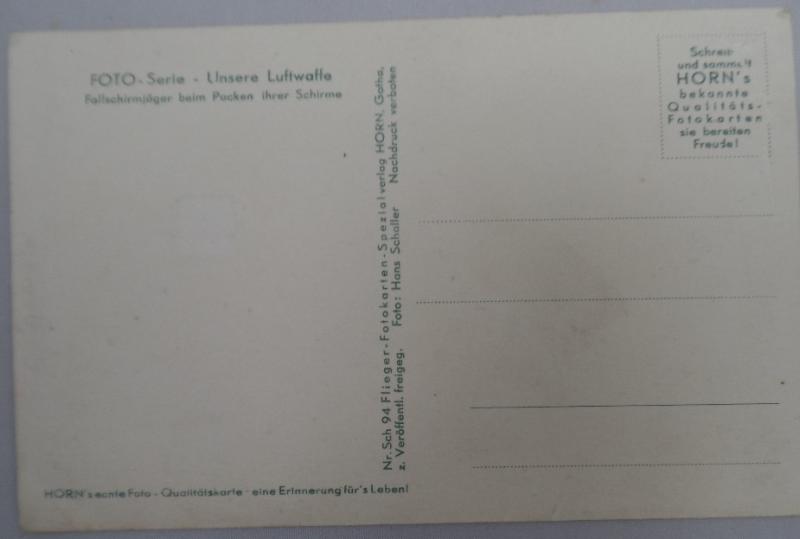 FOTO - Serie - Unsere Luftwaffe
Fallschirmjäger beim Packen ihrer Schirme
Nr. Sch 94 Flieger-Fotokarten-Spezialverlag HORN, Gotha,
z. Veröffentl. freigeg. Foto: Hans Schaller Nachdruck verboten
Schreibt
und sammelt
HORN's
bekannte
Qualitäts-
Fotokarten
sie bereiten
Freude!
HORN's echte Foto - Qualitätskarte - eine Erinnerung für's Leben!